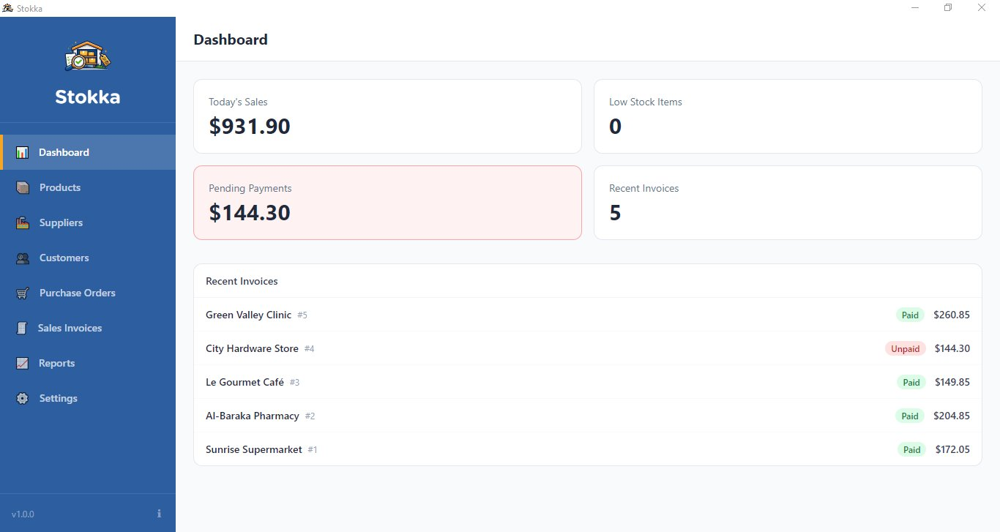 Stokka
Stokka
Dashboard
Products
Suppliers
Customers
Purchase Orders
Sales Invoices
Reports
Settings
v1.0.0
i
Dashboard
Today's Sales
$931.90
Low Stock Items
0
Pending Payments
$144.30
Recent Invoices
5
Recent Invoices
Green Valley Clinic #5 Paid $260.85
City Hardware Store #4 Unpaid $144.30
Le Gourmet Café #3 Paid $149.85
Al-Baraka Pharmacy #2 Paid $204.85
Sunrise Supermarket #1 Paid $172.05